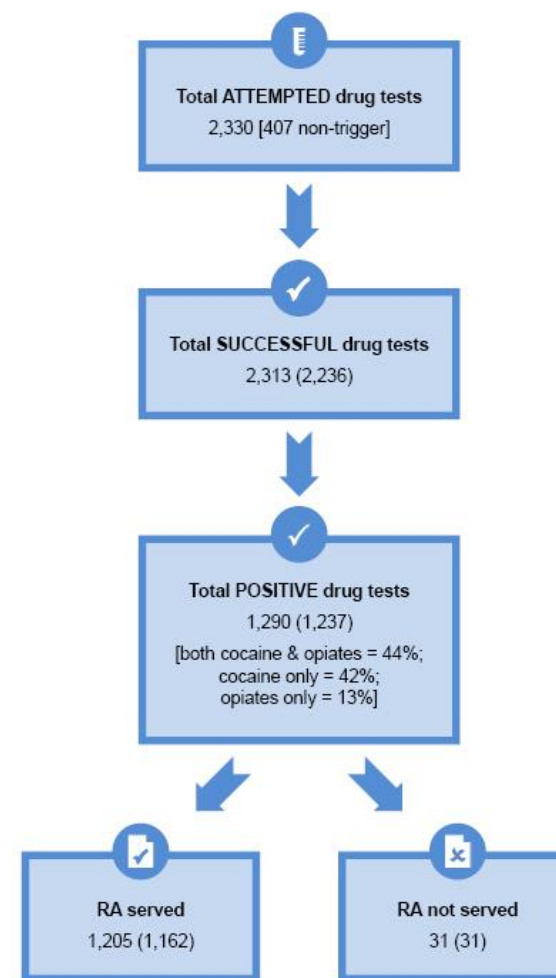 Total ATTEMPTED drug tests
2,330 [407 non-trigger]
Total SUCCESSFUL drug tests
2,313 (2,236)
Total POSITIVE drug tests
1,290 (1,237)
[both cocaine & opiates = 44%;
cocaine only = 42%;
opiates only = 13%]
RA served
1,205 (1,162)
RA not served
31 (31)